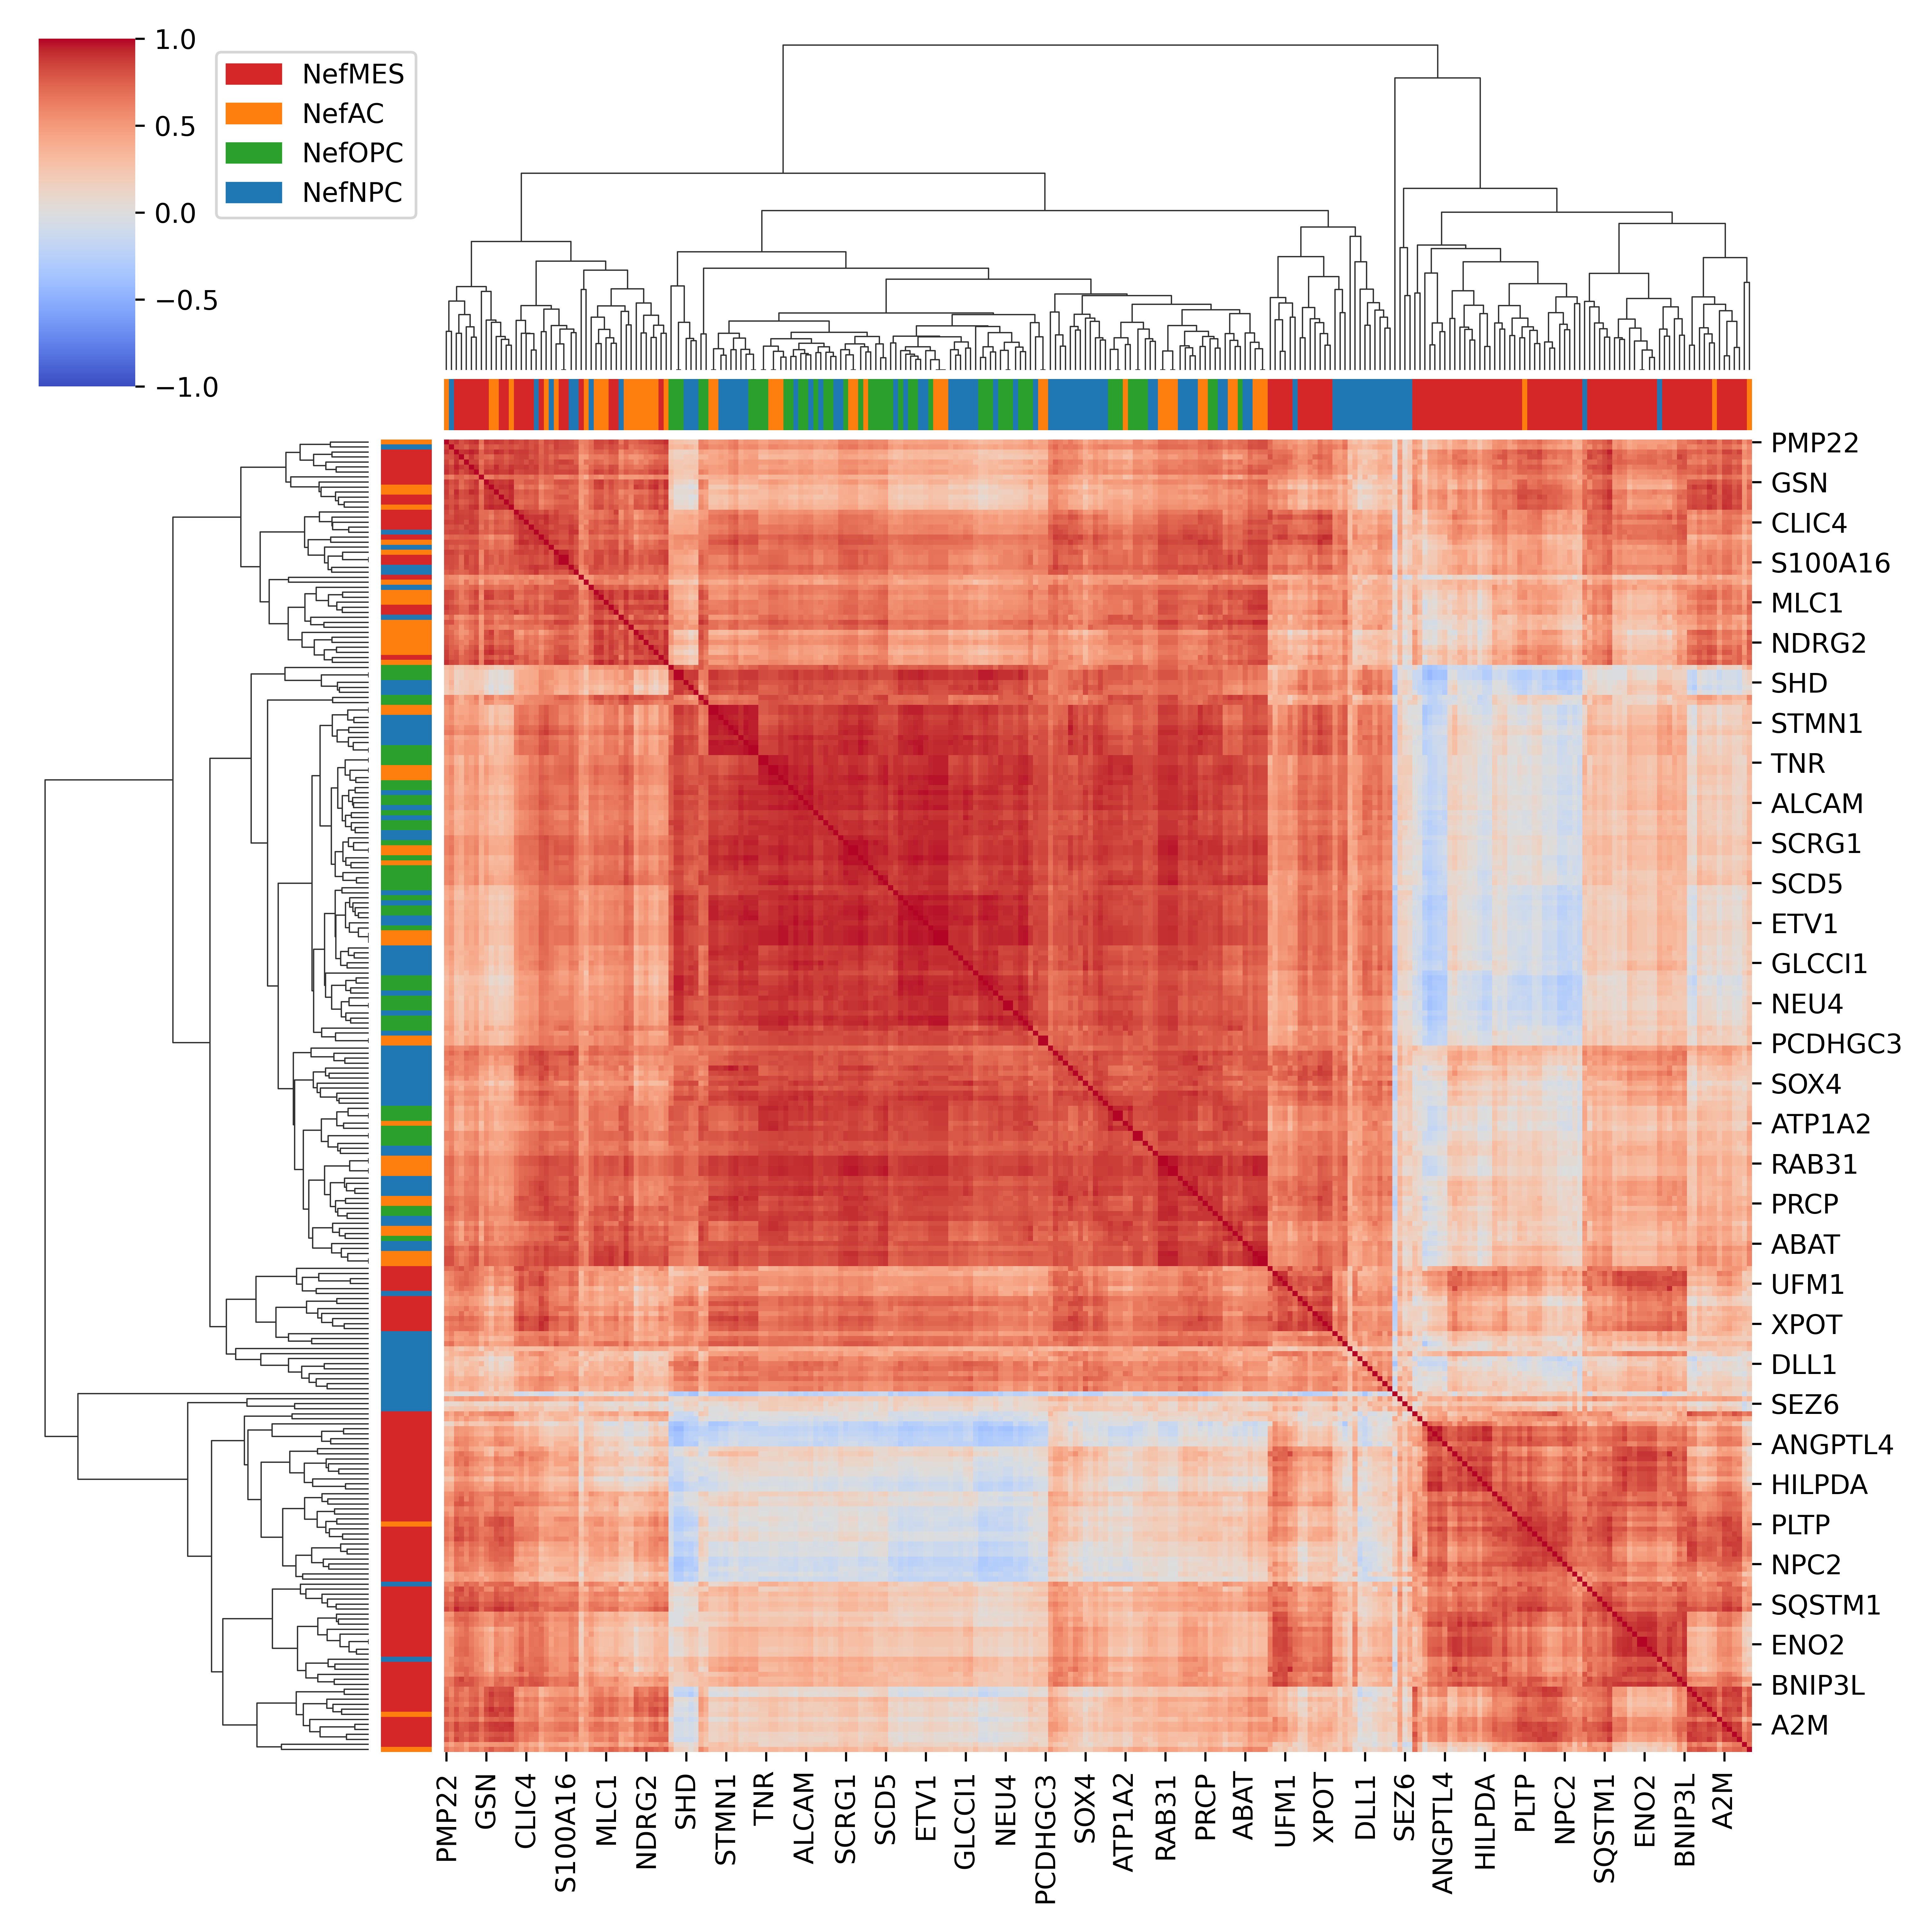 1.0
0.5
0.0
−0.5
−1.0
NefMES
NefAC
NefOPC
NefNPC
PMP22
GSN
CLIC4
S100A16
MLC1
NDRG2
SHD
STMN1
TNR
ALCAM
SCRG1
SCD5
ETV1
GLCCI1
NEU4
PCDHGC3
SOX4
ATP1A2
RAB31
PRCP
ABAT
UFM1
XPOT
DLL1
SEZ6
ANGPTL4
HILPDA
PLTP
NPC2
SQSTM1
ENO2
BNIP3L
A2M
PMP22
GSN
CLIC4
S100A16
MLC1
NDRG2
SHD
STMN1
TNR
ALCAM
SCRG1
SCD5
ETV1
GLCCI1
NEU4
PCDHGC3
SOX4
ATP1A2
RAB31
PRCP
ABAT
UFM1
XPOT
DLL1
SEZ6
ANGPTL4
HILPDA
PLTP
NPC2
SQSTM1
ENO2
BNIP3L
A2M